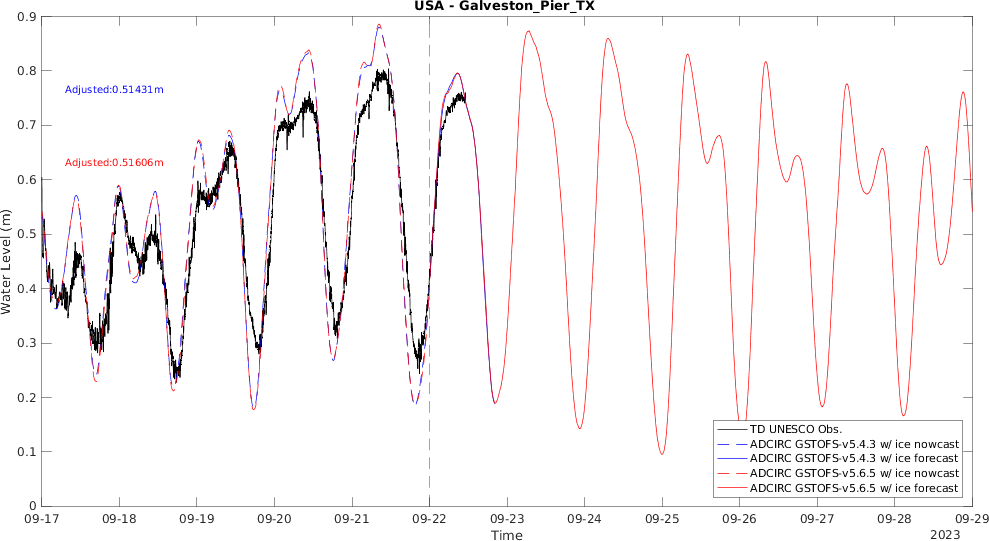 USA - Galveston_Pier_TX
0.9
0.8
Adjusted:0.51431m
0.7
Adjusted:0.51606m
0.6
0.5
Water Level (m)
0.4
0.3
0.2
0.1
0
TD UNESCO Obs.
ADCIRC GSTOFS-v5.4.3 w/ ice nowcast
ADCIRC GSTOFS-v5.4.3 w/ ice forecast
ADCIRC GSTOFS-v5.6.5 w/ ice nowcast
ADCIRC GSTOFS-v5.6.5 w/ ice forecast
09-17 09-18 09-19 09-20 09-21 09-22 09-23 09-24 09-25 09-26 09-27 09-28 09-29
Time
2023